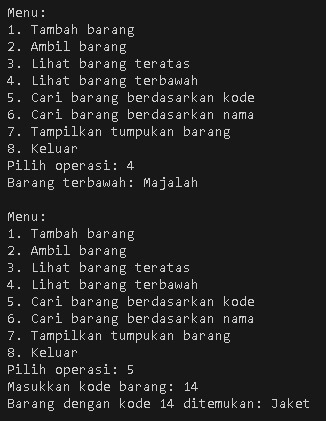 Menu:
1. Tambah barang
2. Ambil barang
3. Lihat barang teratas
4. Lihat barang terbawah
5. Cari barang berdasarkan kode
6. Cari barang berdasarkan nama
7. Tampilkan tumpukan barang
8. Keluar
Pilih operasi: 4
Barang terbawah: Majalah

Menu:
1. Tambah barang
2. Ambil barang
3. Lihat barang teratas
4. Lihat barang terbawah
5. Cari barang berdasarkan kode
6. Cari barang berdasarkan nama
7. Tampilkan tumpukan barang
8. Keluar
Pilih operasi: 5
Masukkan kode barang: 14
Barang dengan kode 14 ditemukan: Jaket